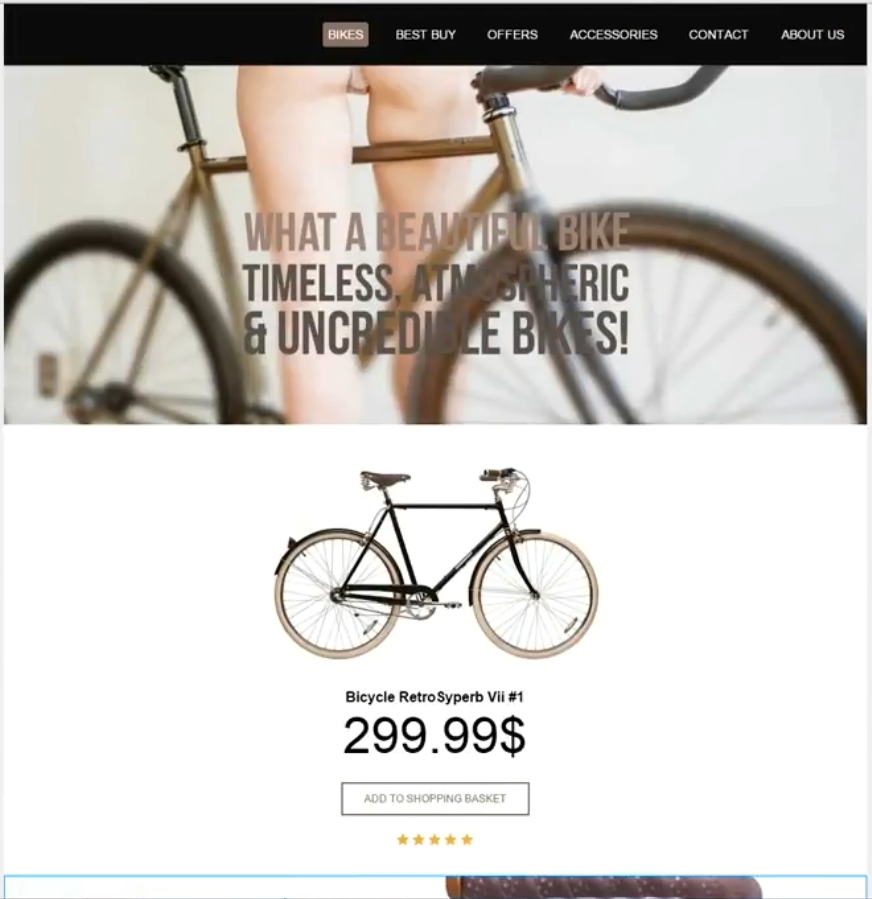 BIKES BEST BUY OFFERS ACCESSORIES CONTACT ABOUT US
WHAT A BEAUTIFUL BIKE
TIMELESS, ATMOSPHERIC
& UNCREDIBLE BIKES!
Bicycle RetroSyperb Vii #1
299.99$
ADD TO SHOPPING BASKET